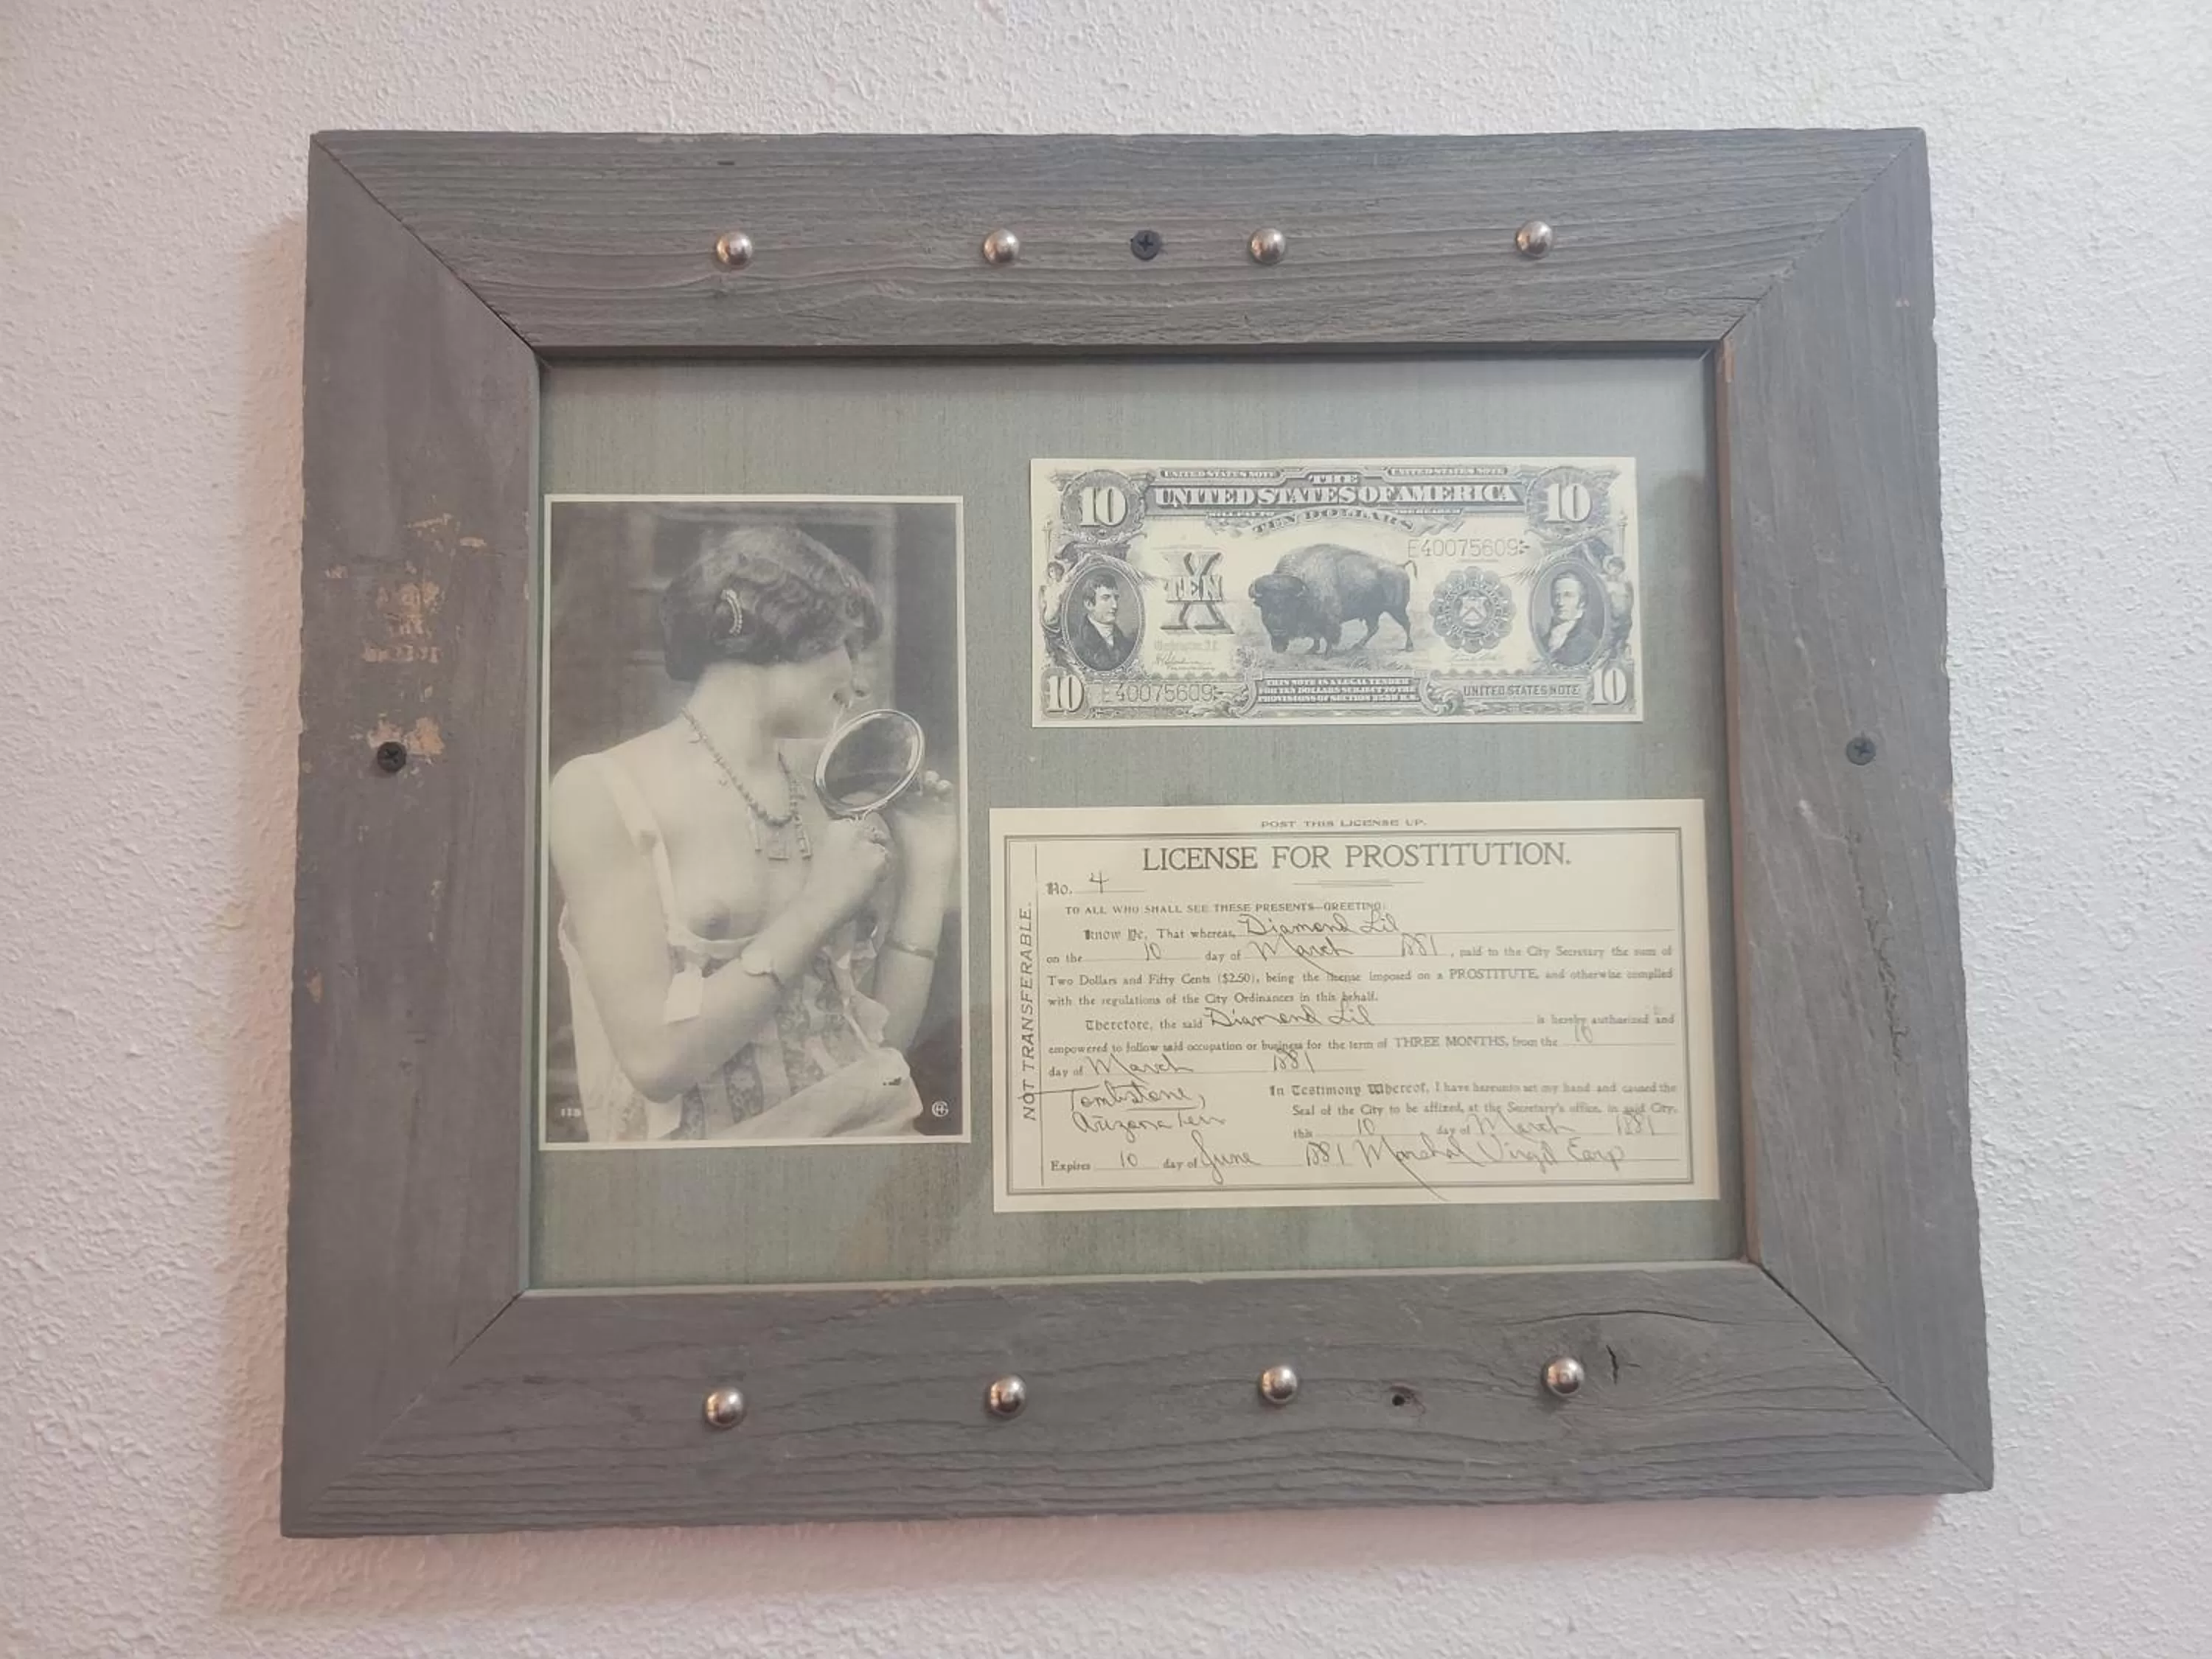 UNITED STATES NOTE
UNITED STATES NOTE
THE
10 UNITED STATES OF AMERICA 10
TEN DOLLARS
E40075609
X
TEN
Washington, D.C.
THIS NOTE IS A LEGAL TENDER
FOR TEN DOLLARS SUBJECT TO THE
PROVISIONS OF SECTION 3588 R.S.
10 E40075609
UNITED STATES NOTE 10
POST THIS LICENSE UP.
LICENSE FOR PROSTITUTION.
No. 4
TO ALL WHO SHALL SEE THESE PRESENTS—GREETING:
Know Ye, That whereas, Diamond Lil
on the 10 day of March 1881, paid to the City Secretary the sum of
Two Dollars and Fifty Cents ($2.50), being the license imposed on a PROSTITUTE, and otherwise complied
with the regulations of the City Ordinances in this behalf.
Therefore, the said Diamond Lil is hereby authorized and
empowered to follow said occupation or business for the term of THREE MONTHS, from the 10
day of March 1881
Tombstone,
Arizona Terr
In Testimony Whereof, I have hereunto set my hand and caused the
Seal of the City to be affixed, at the Secretary's office, in said City,
this 10 day of March 1881
Expires 10 day of June 1881 Marshal Virgil Earp
NOT TRANSFERABLE.